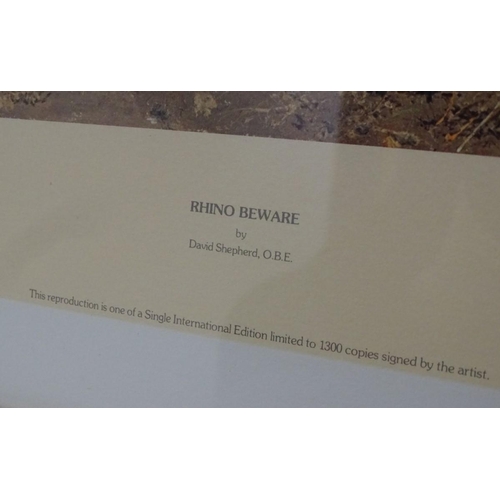 RHINO BEWARE
by
David Shepherd, O.B.E.
This reproduction is one of a Single International Edition limited to 1300 copies signed by the artist.